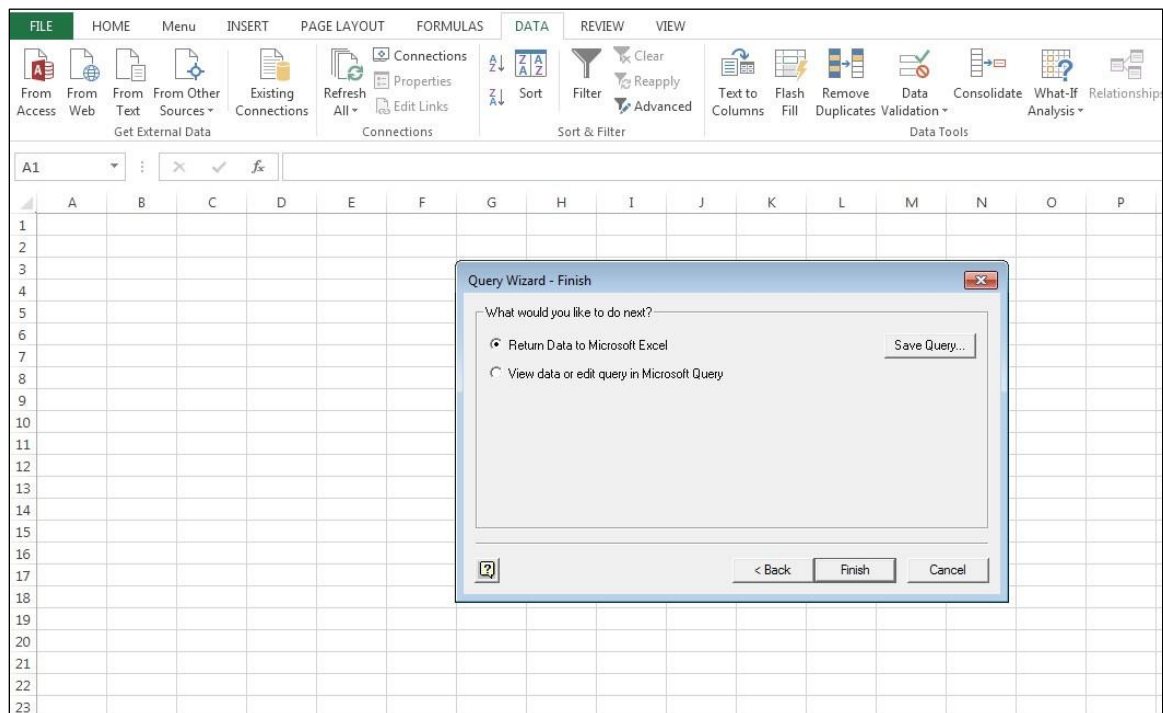 FILE HOME Menu INSERT PAGE LAYOUT FORMULAS DATA REVIEW VIEW
From Access
From Web
From Text
From Other Sources
Existing Connections
Get External Data
Refresh All
Connections
Properties
Edit Links
Connections
A Z
Z A
Z A A Z
Sort
Filter
Clear
Reapply
Advanced
Sort & Filter
Text to Columns
Flash Fill
Remove Duplicates
Data Validation
Consolidate
What-If Analysis
Relationships
Data Tools
A1 fx
A B C D E F G H I J K L M N O P
1
2
3
4
5
6
7
8
9
10
11
12
13
14
15
16
17
18
19
20
21
22
23
Query Wizard - Finish
What would you like to do next?
Return Data to Microsoft Excel
Save Query...
View data or edit query in Microsoft Query
< Back Finish Cancel